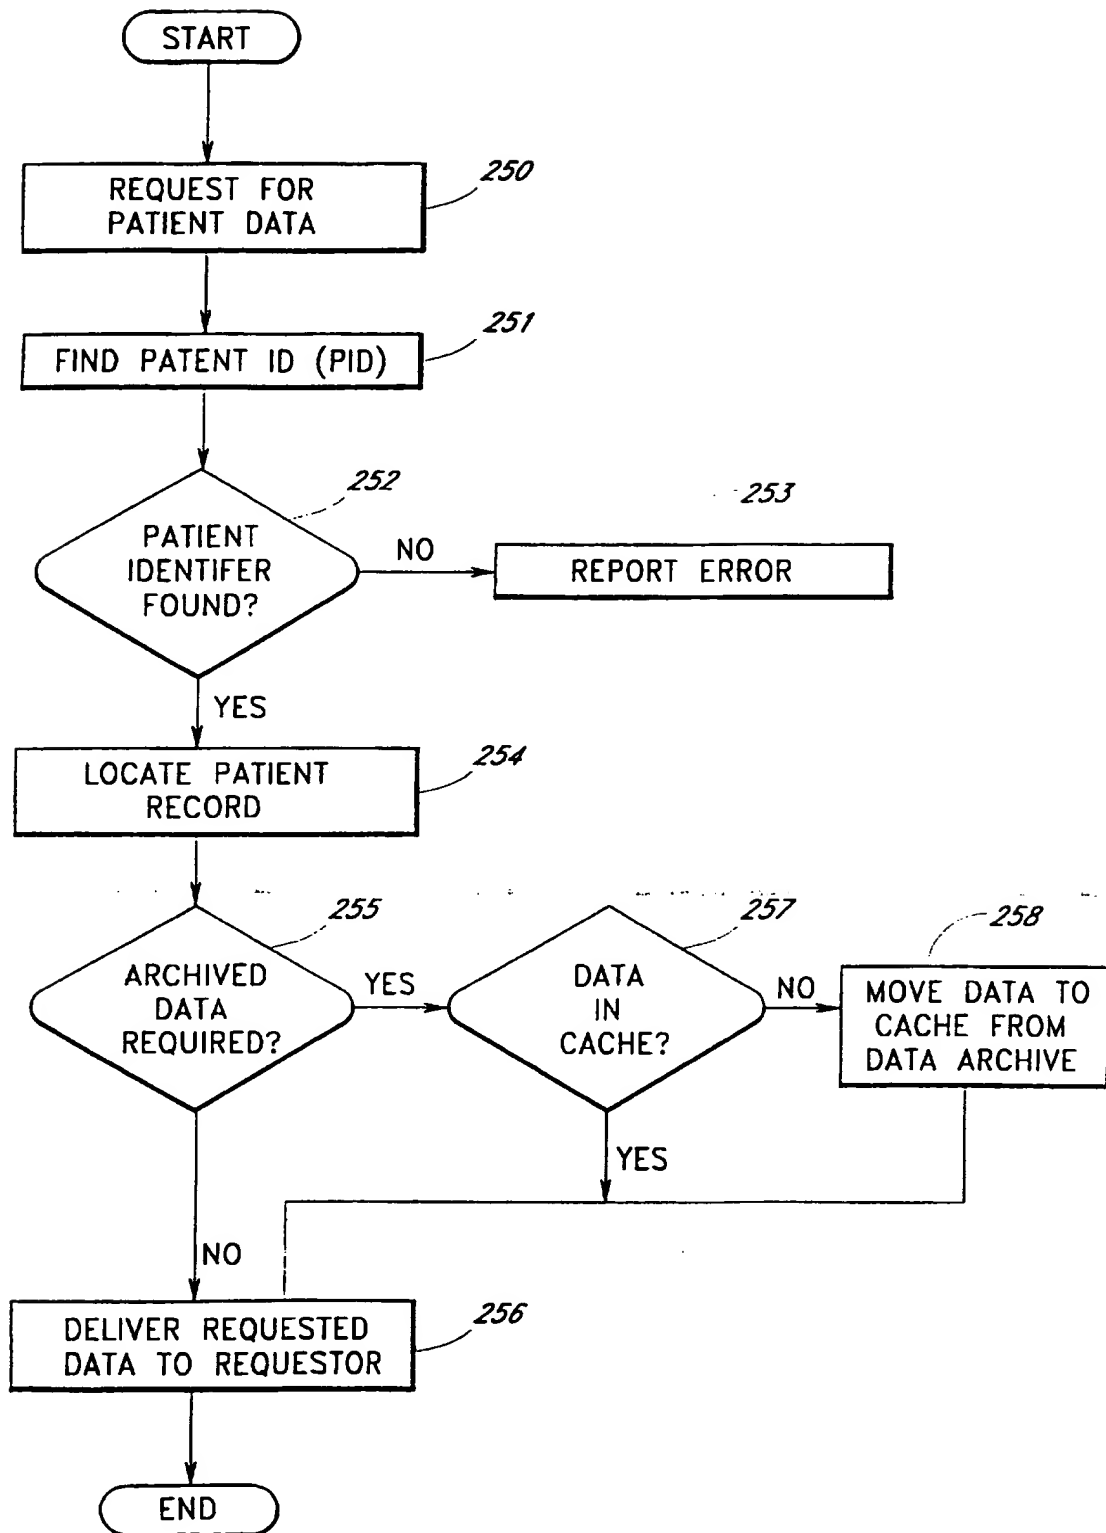 START
250
REQUEST FOR
PATIENT DATA
251
FIND PATENT ID (PID)
252
253
PATIENT
IDENTIFER
FOUND?
NO
REPORT ERROR
YES
254
LOCATE PATIENT
RECORD
255
257
258
ARCHIVED
DATA
REQUIRED?
YES
DATA
IN
CACHE?
NO
MOVE DATA TO
CACHE FROM
DATA ARCHIVE
YES
NO
256
DELIVER REQUESTED
DATA TO REQUESTOR
END